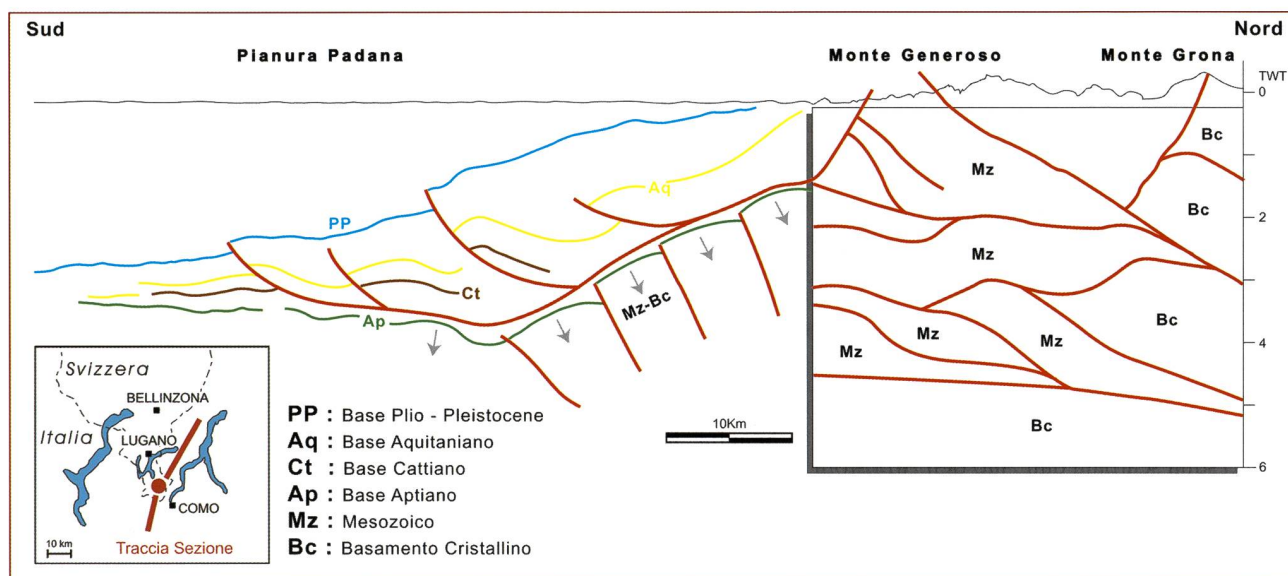 Sud
Nord
Pianura Padana
Monte Generoso
Monte Grona
TWT
0
2
4
6
PP
Aq
Ct
Ap
Mz-Bc
Mz
Mz
Mz
Mz
Mz
Bc
Bc
Bc
Bc
10Km
Svizzera
BELLINZONA
Italia
LUGANO
COMO
10 km
Traccia Sezione
PP : Base Plio - Pleistocene
Aq : Base Aquitaniano
Ct : Base Cattiano
Ap : Base Aptiano
Mz : Mesozoico
Bc : Basamento Cristallino